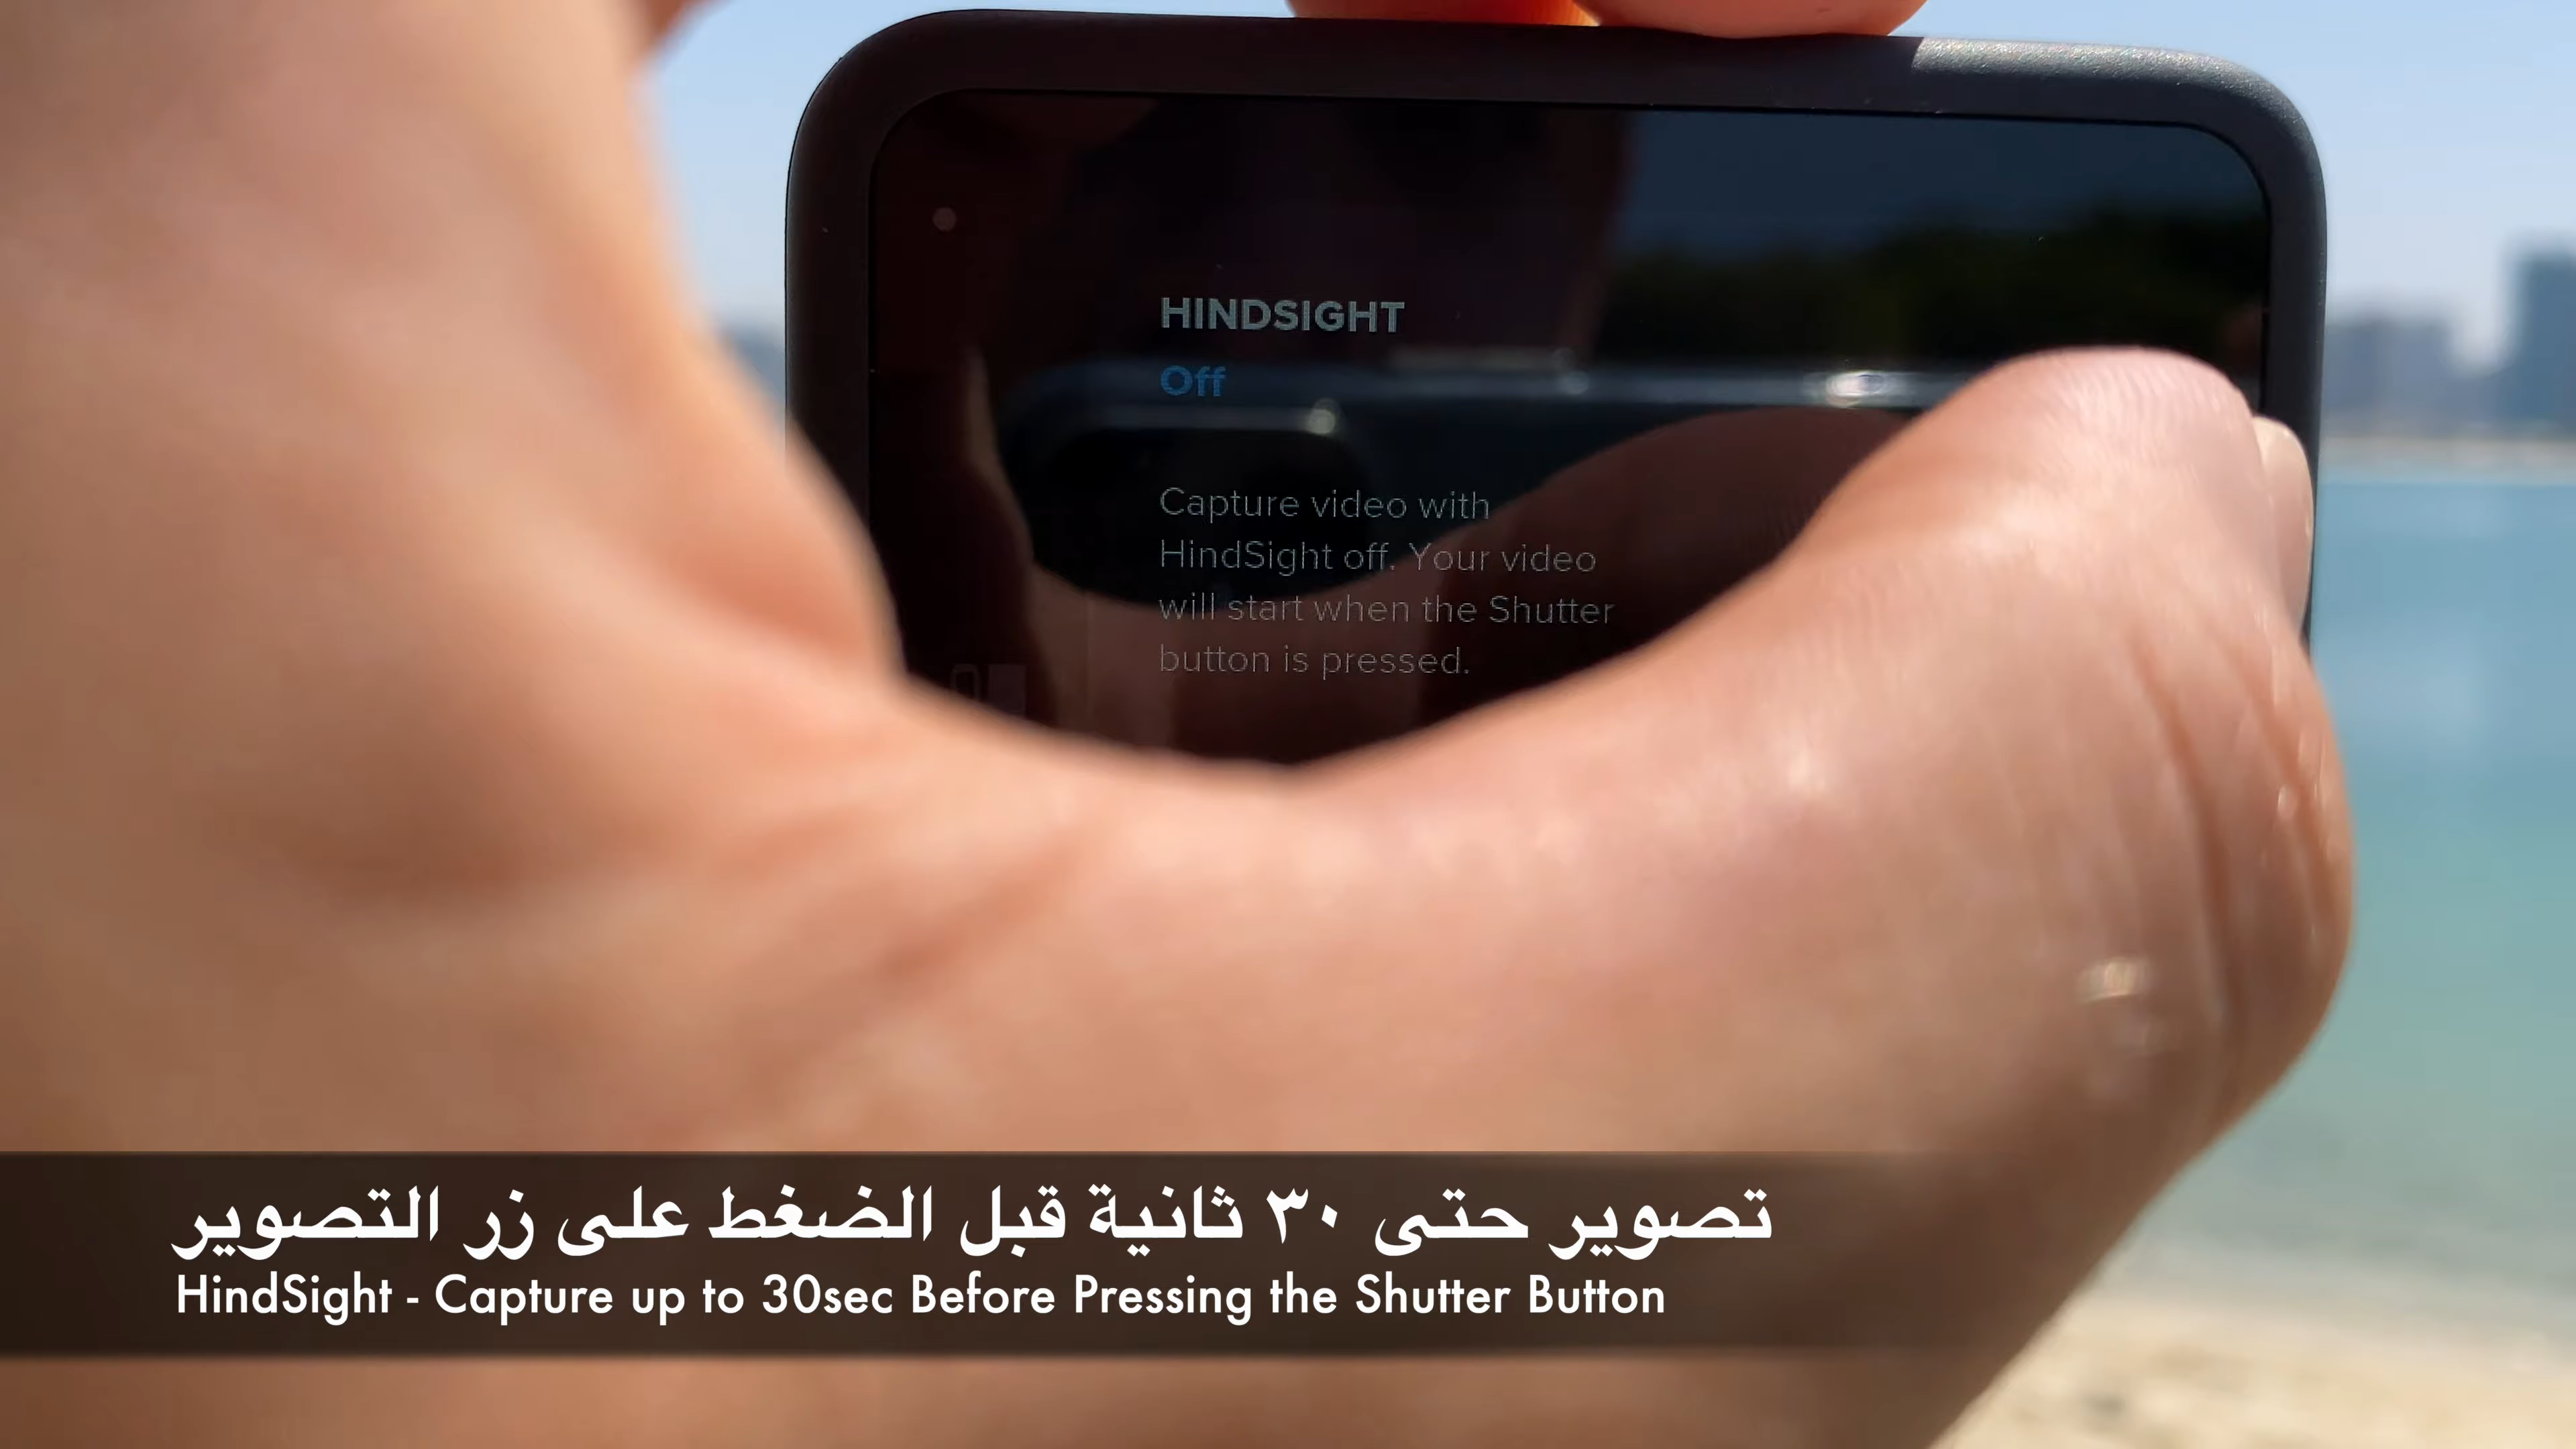 HINDSIGHT
Off
Capture video with
HindSight off. Your video
will start when the Shutter
button is pressed.
تصوير حتى ٣٠ ثانية قبل الضغط على زر التصوير
HindSight - Capture up to 30sec Before Pressing the Shutter Button